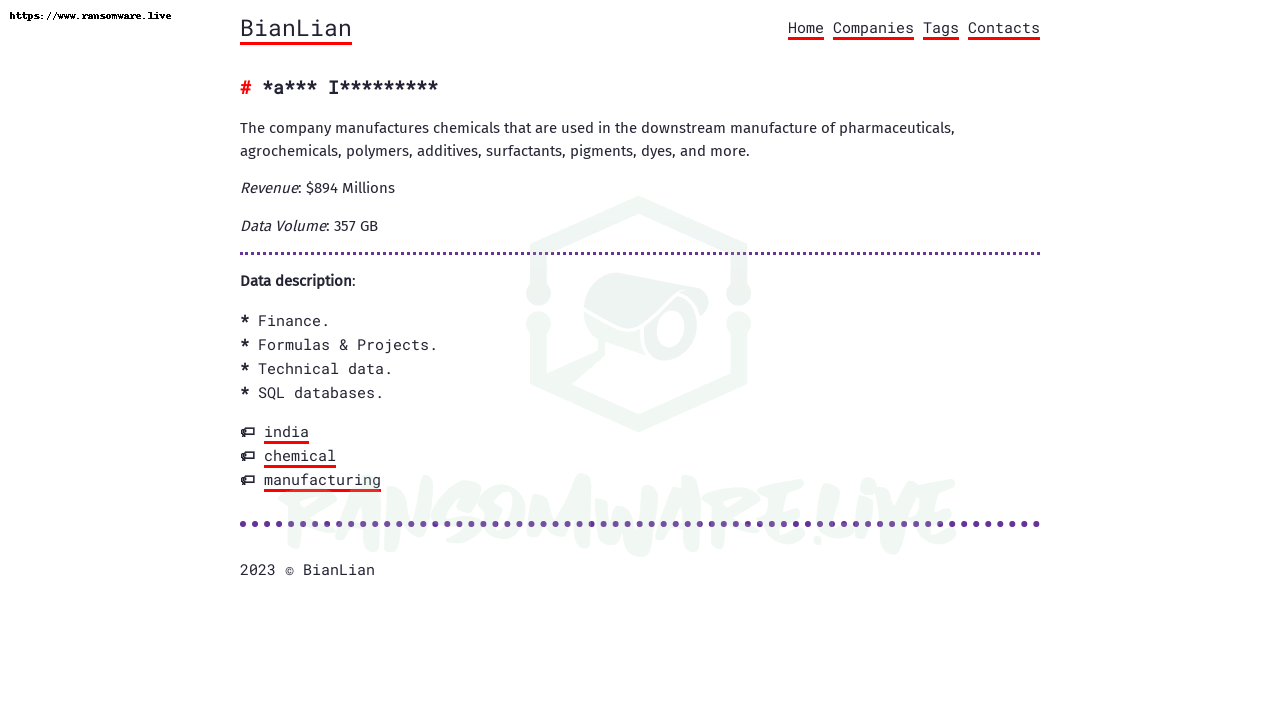 https://www.ransomware.live
BianLian
Home Companies Tags Contacts
# *a*** I*********
The company manufactures chemicals that are used in the downstream manufacture of pharmaceuticals,
agrochemicals, polymers, additives, surfactants, pigments, dyes, and more.
Revenue: $894 Millions
Data Volume: 357 GB
Data description:
* Finance.
* Formulas & Projects.
* Technical data.
* SQL databases.
india
chemical
manufacturing
RANSOMWARE.LIVE
2023 © BianLian